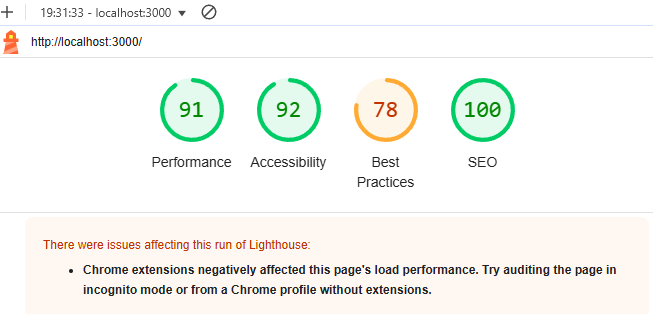 19:31:33 - localhost:3000
http://localhost:3000/
91 92 78 100
Performance Accessibility Best Practices SEO
There were issues affecting this run of Lighthouse:
• Chrome extensions negatively affected this page's load performance. Try auditing the page in
incognito mode or from a Chrome profile without extensions.